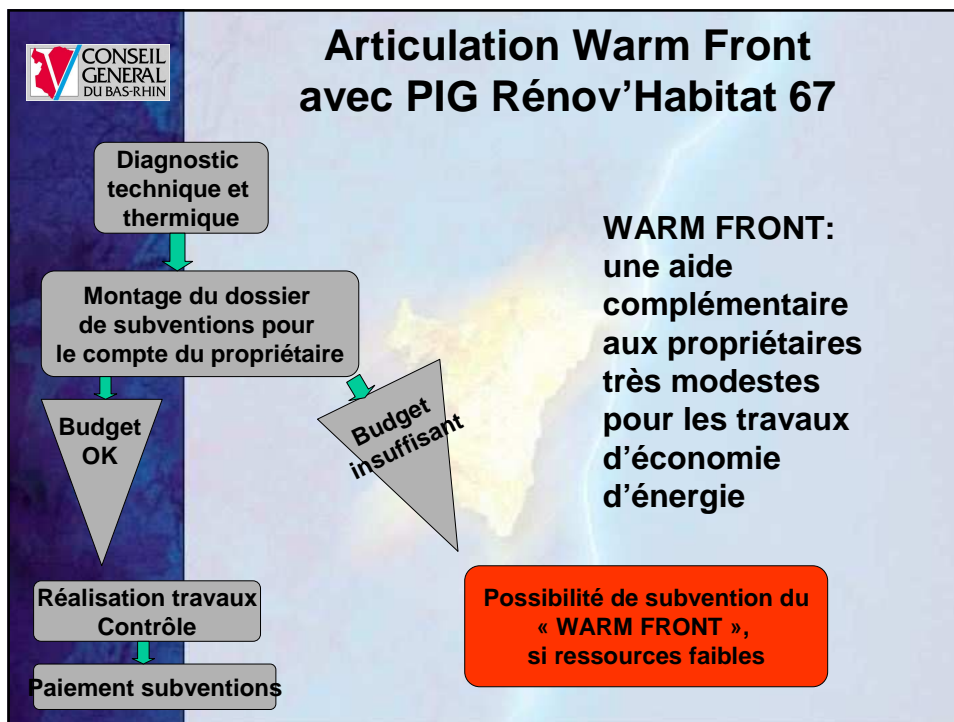 CONSEIL
GENERAL
DU BAS-RHIN
Articulation Warm Front
avec PIG Rénov’Habitat 67
Diagnostic
technique et
thermique
Montage du dossier
de subventions pour
le compte du propriétaire
Budget
OK
Budget
insuffisant
Réalisation travaux
Contrôle
Paiement subventions
WARM FRONT:
une aide
complémentaire
aux propriétaires
très modestes
pour les travaux
d’économie
d’énergie
Possibilité de subvention du
« WARM FRONT »,
si ressources faibles